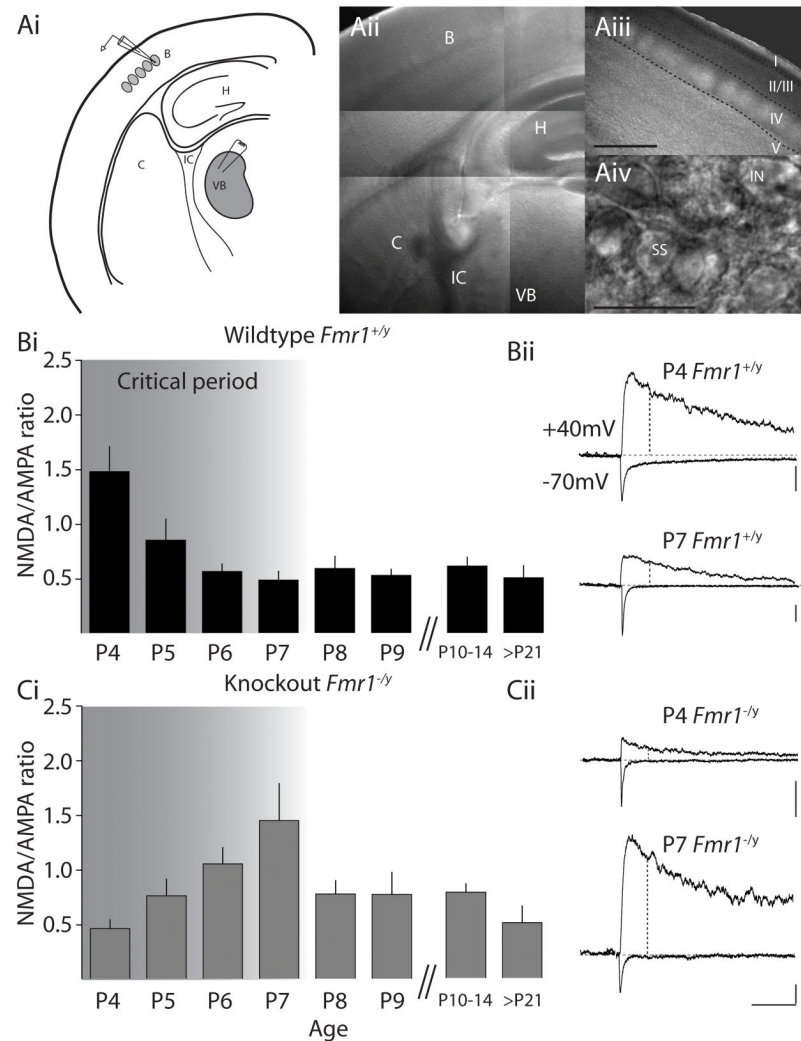 Ai
B
H
C
IC
VB
Aii
B
H
C
IC
VB
Aiii
I
II/III
IV
V
Aiv
IN
SS
Bi
Wildtype Fmr1+/y
Critical period
NMDA/AMPA ratio
2.5
2.0
1.5
1.0
0.5
P4 P5 P6 P7 P8 P9 // P10-14 >P21
Bii
P4 Fmr1+/y
+40mV
-70mV
P7 Fmr1+/y
Ci
Knockout Fmr1-/y
NMDA/AMPA ratio
2.5
2.0
1.5
1.0
0.5
P4 P5 P6 P7 P8 P9 // P10-14 >P21
Age
Cii
P4 Fmr1-/y
P7 Fmr1-/y